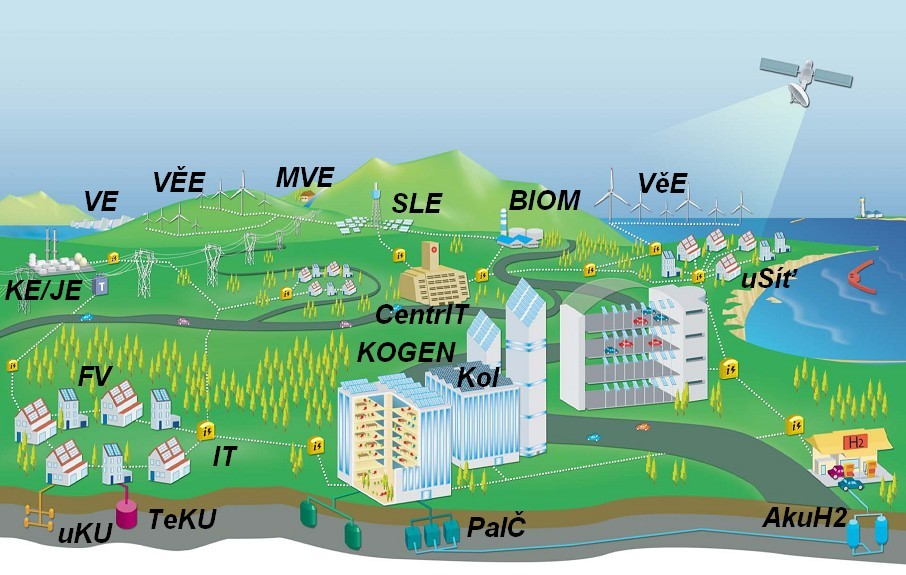 VE
VĚE
MVE
SLE
BIOM
VěE
KE/JE
T
uSíť
CentrIT
KOGEN
Kol
FV
IT
H2
uKU
TeKU
PalČ
AkuH2